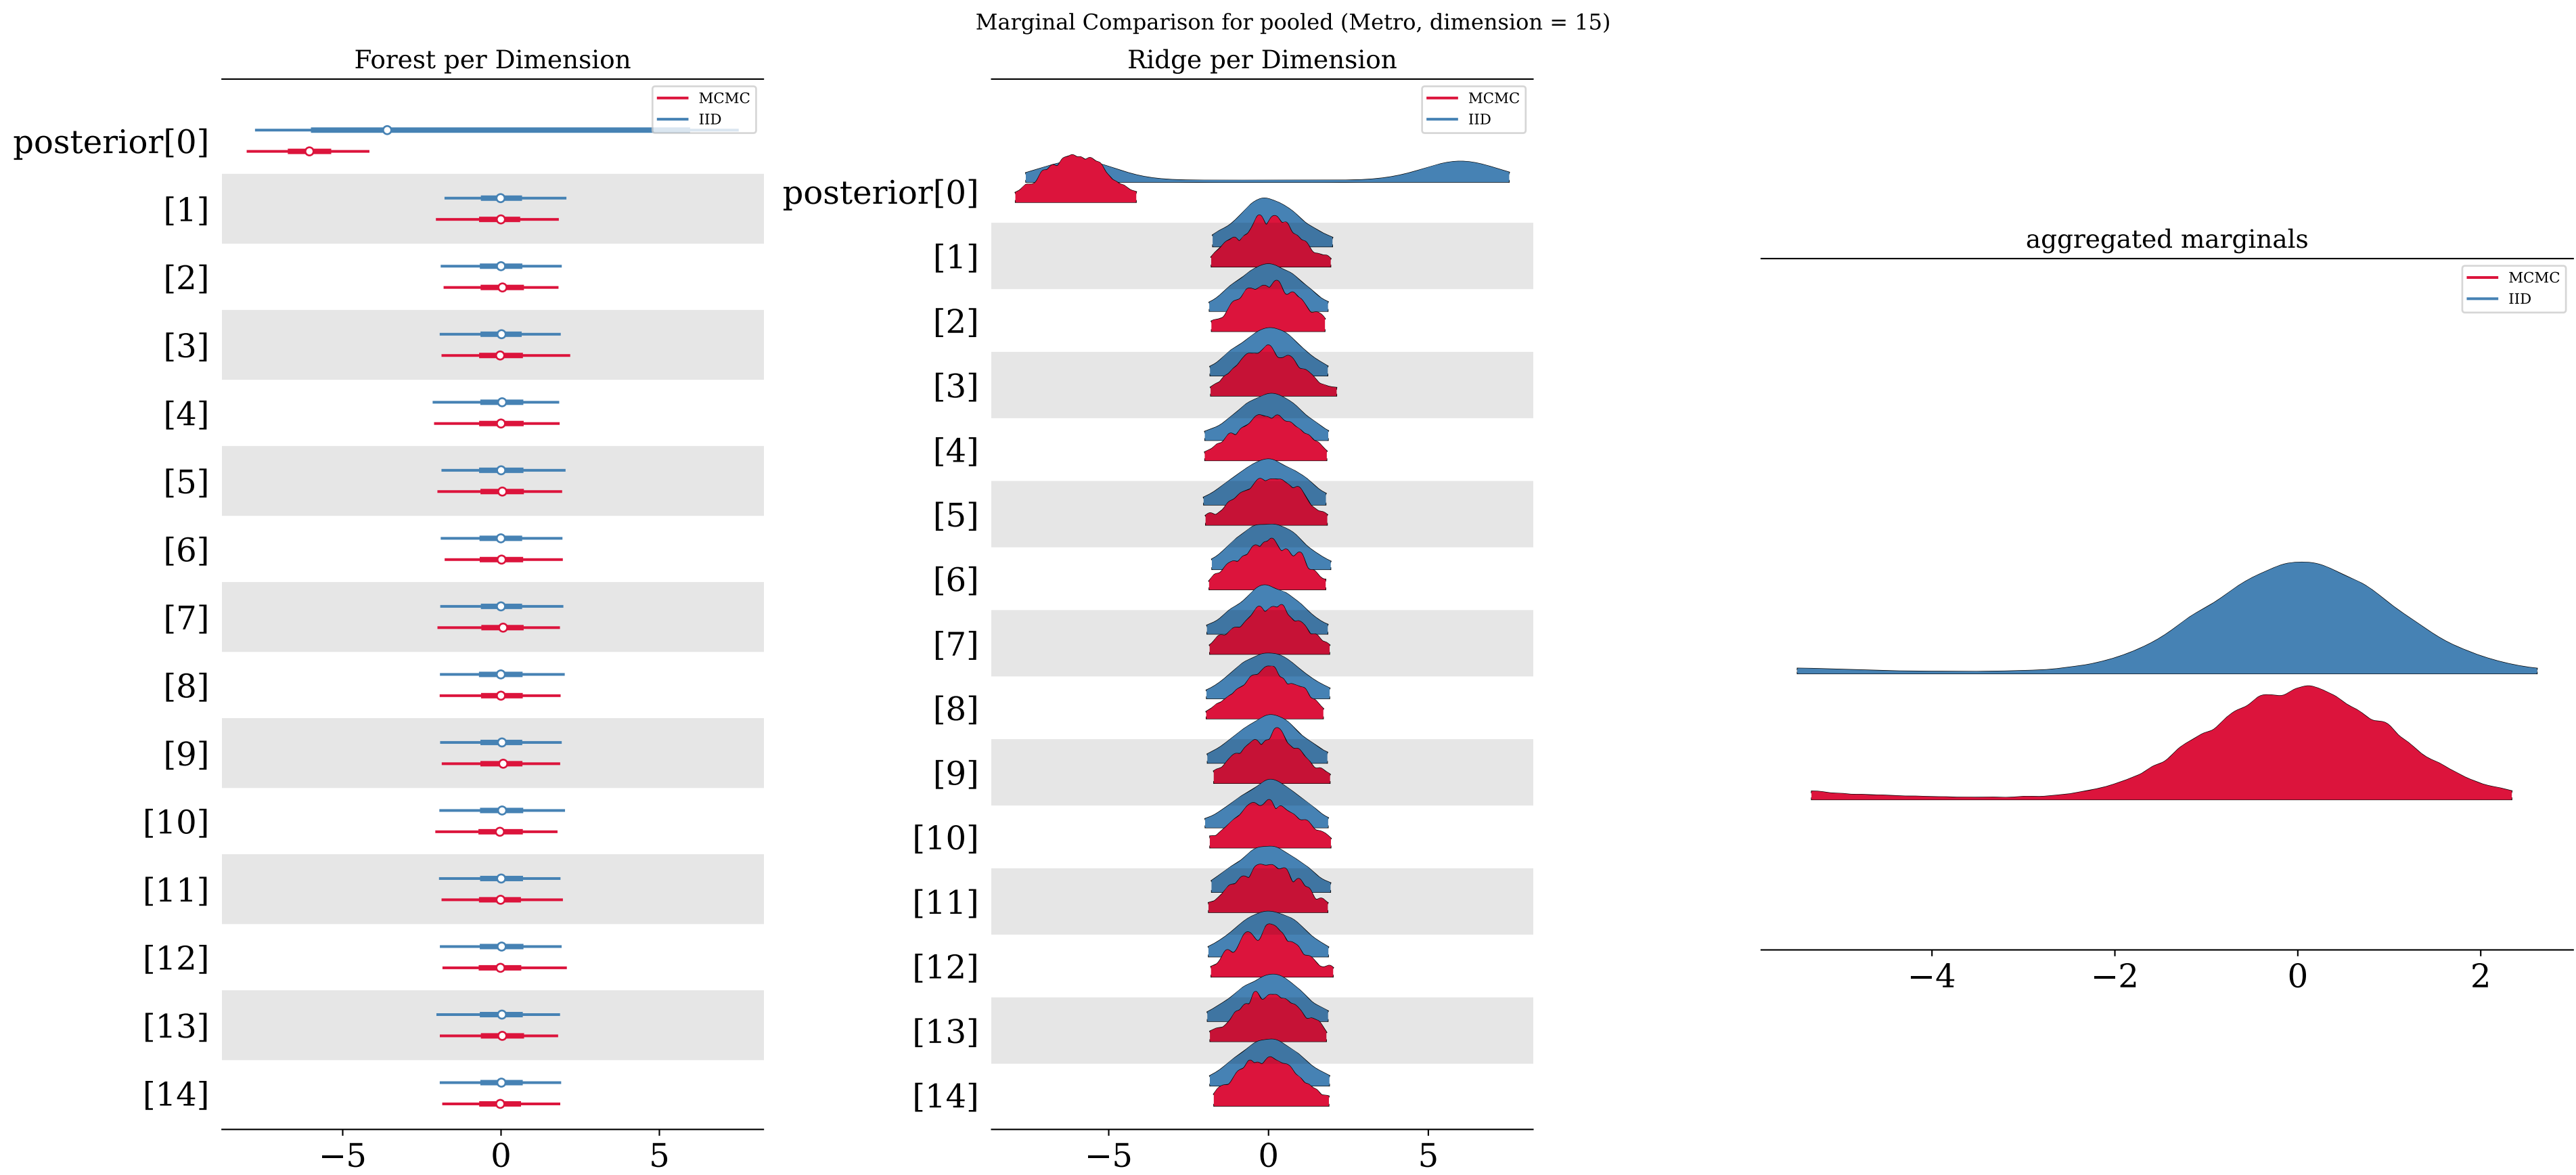 Marginal Comparison for pooled (Metro, dimension = 15)
Forest per Dimension
MCMC
IID
posterior[0]
[1]
[2]
[3]
[4]
[5]
[6]
[7]
[8]
[9]
[10]
[11]
[12]
[13]
[14]
−5 0 5
Ridge per Dimension
MCMC
IID
posterior[0]
[1]
[2]
[3]
[4]
[5]
[6]
[7]
[8]
[9]
[10]
[11]
[12]
[13]
[14]
−5 0 5
aggregated marginals
MCMC
IID
−4 −2 0 2